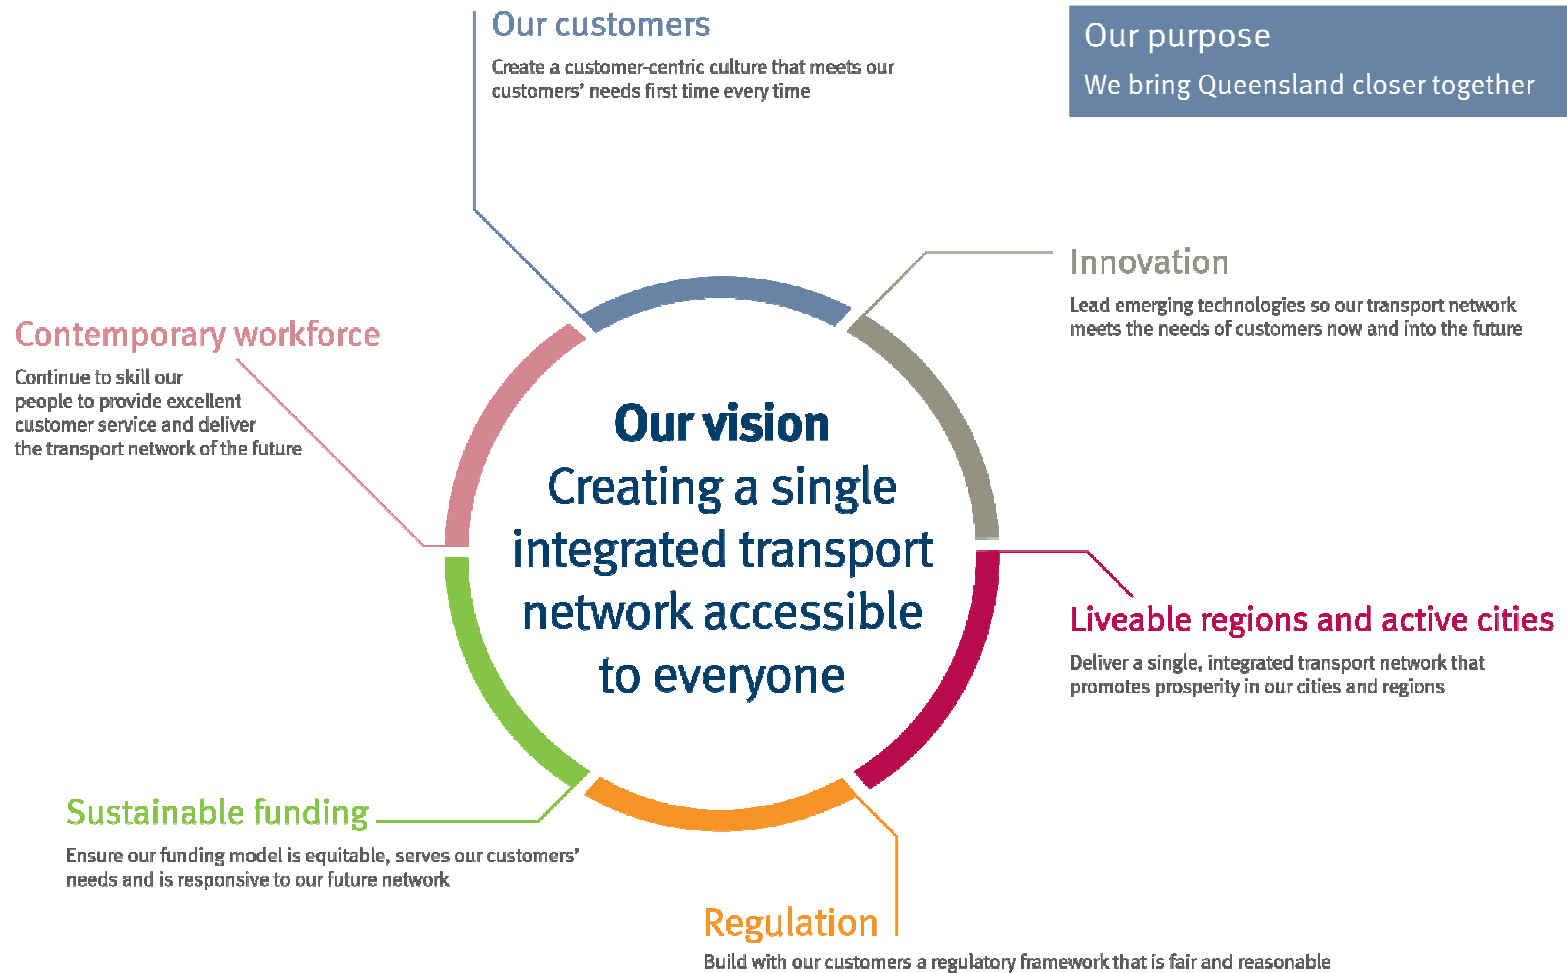 Our customers
Create a customer-centric culture that meets our
customers' needs first time every time
Our purpose
We bring Queensland closer together
Innovation
Lead emerging technologies so our transport network
meets the needs of customers now and into the future
Contemporary workforce
Continue to skill our
people to provide excellent
customer service and deliver
the transport network of the future
Our vision
Creating a single
integrated transport
network accessible
to everyone
Liveable regions and active cities
Deliver a single, integrated transport network that
promotes prosperity in our cities and regions
Sustainable funding
Ensure our funding model is equitable, serves our customers'
needs and is responsive to our future network
Regulation
Build with our customers a regulatory framework that is fair and reasonable